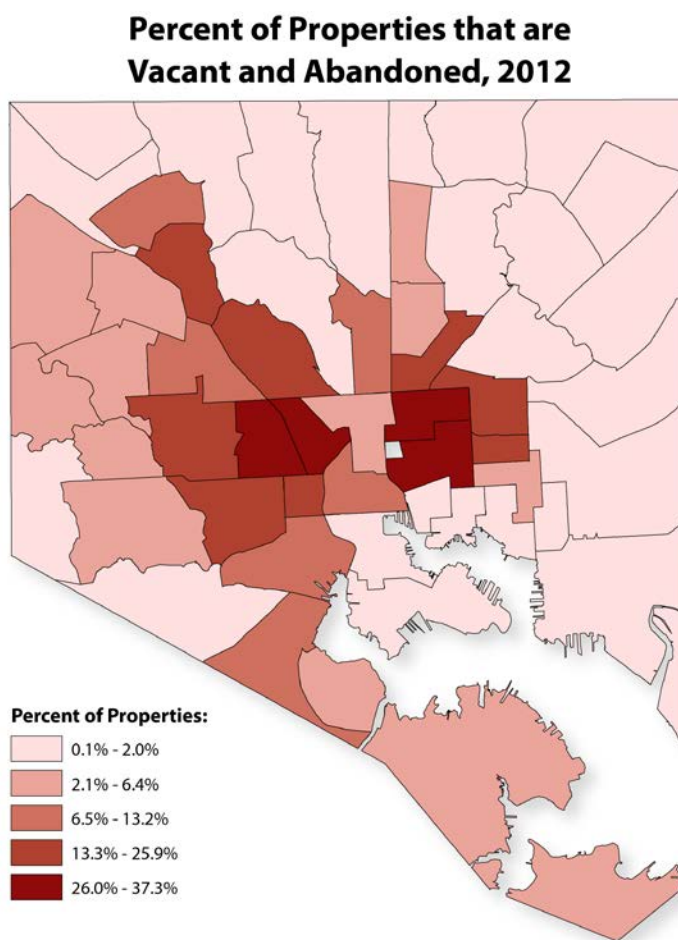 Percent of Properties that are
Vacant and Abandoned, 2012
Percent of Properties:
0.1% - 2.0%
2.1% - 6.4%
6.5% - 13.2%
13.3% - 25.9%
26.0% - 37.3%